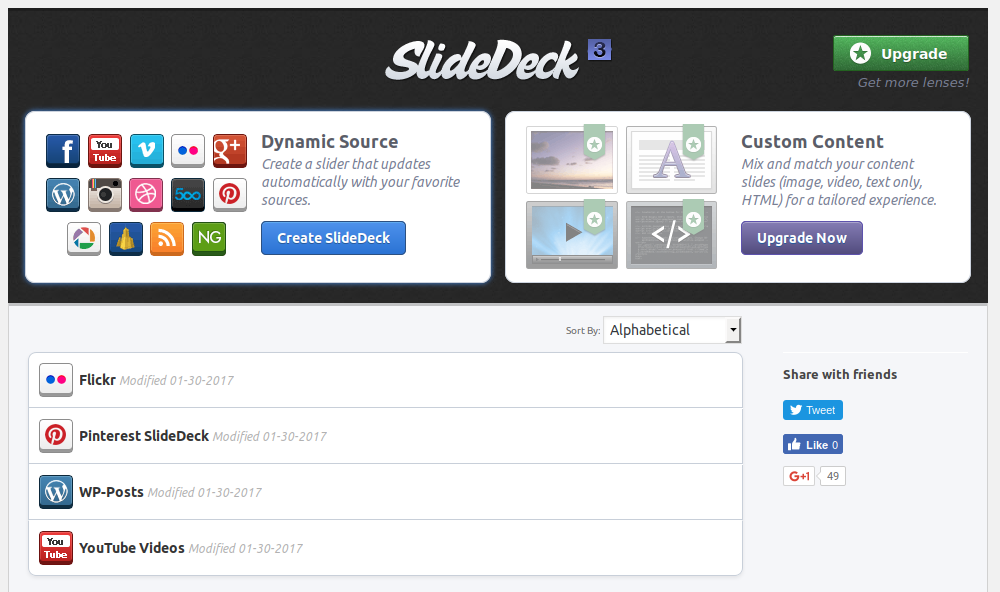 SlideDeck 3
Upgrade
Get more lenses!
f You Tube v g+
Dynamic Source
Create a slider that updates
automatically with your favorite
sources.
500
NG
Create SlideDeck
A
</>
Custom Content
Mix and match your content
slides (image, video, text only,
HTML) for a tailored experience.
Upgrade Now
Sort By: Alphabetical
Flickr Modified 01-30-2017
Pinterest SlideDeck Modified 01-30-2017
WP-Posts Modified 01-30-2017
You Tube YouTube Videos Modified 01-30-2017
Share with friends
Tweet
Like 0
G+1 49